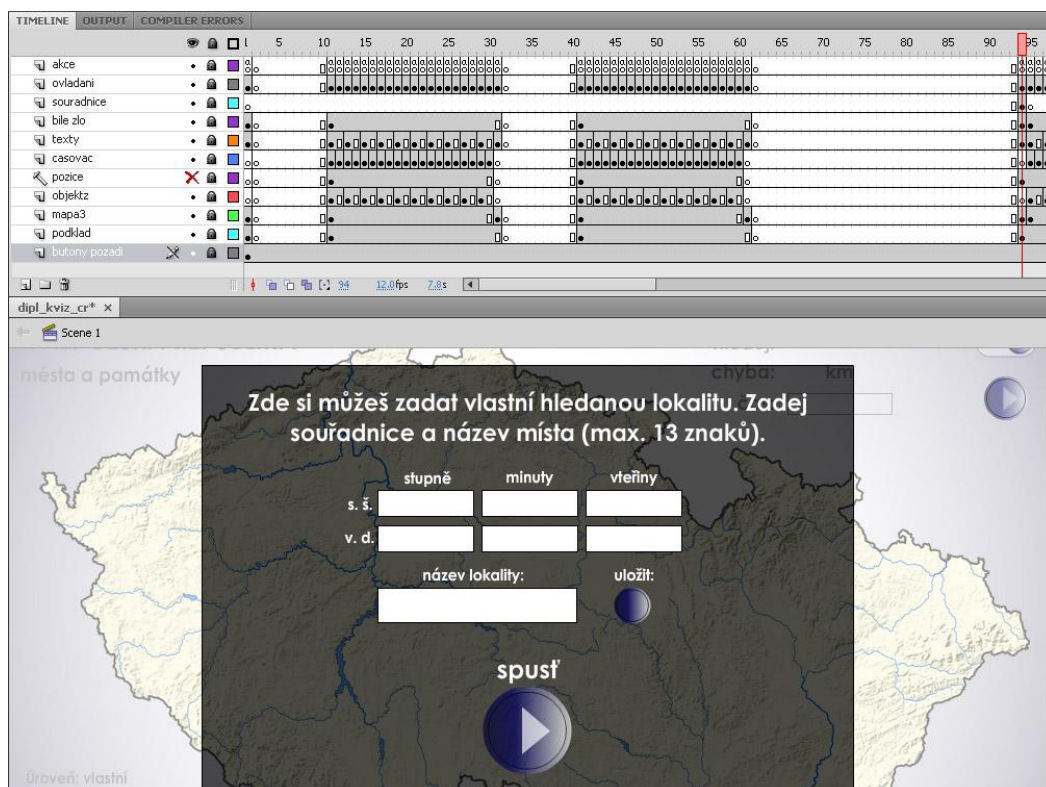 TIMELINE OUTPUT COMPILER ERRORS
1 5 10 15 20 25 30 35 40 45 50 55 60 65 70 75 80 85 90 95
akce
ovladani
souradnice
bile zlo
texty
casovac
pozice
objektz
mapa3
podklad
butony pozadi
94 12.0fps 7.8s
dipl_kviz_cr* ×
Scene 1
města a památky
chyba: km
Zde si můžeš zadat vlastní hledanou lokalitu. Zadej
souřadnice a název místa (max. 13 znaků).
stupně minuty vteřiny
s. š.
v. d.
název lokality: uložit:
spusť
Úroveň: vlastní